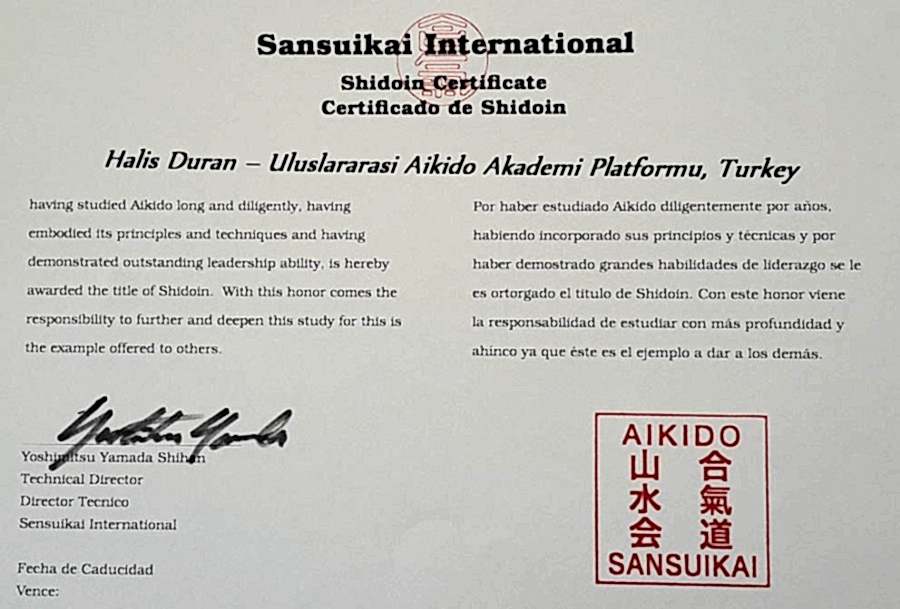 Sansuikai International
Shidoin Certificate
Certificado de Shidoin
Halis Duran – Uluslararasi Aikido Akademi Platformu, Turkey
having studied Aikido long and diligently, having
embodied its principles and techniques and having
demonstrated outstanding leadership ability, is hereby
awarded the title of Shidoin. With this honor comes the
responsibility to further and deepen this study for this is
the example offered to others.
Por haber estudiado Aikido diligentemente por años,
habiendo incorporado sus principios y técnicas y por
haber demostrado grandes habilidades de liderazgo se le
es ortorgado el título de Shidoin. Con este honor viene
la responsabilidad de estudiar con más profundidad y
ahinco ya que éste es el ejemplo a dar a los demás.
Yoshimitsu Yamada Shihan
Technical Director
Director Tecnico
Sensuikai International
Fecha de Caducidad
Vence:
AIKIDO
合氣道
山水会
SANSUIKAI